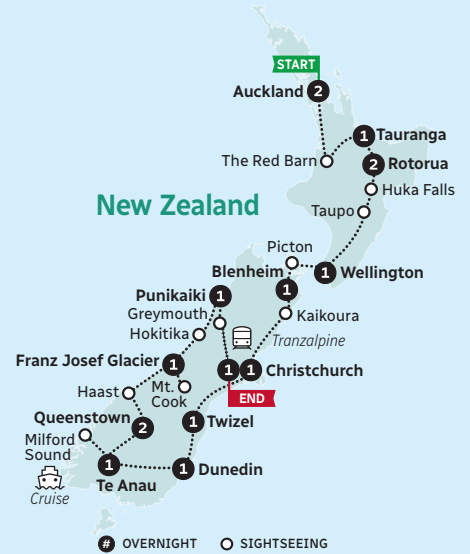 START
Auckland
2
1
Tauranga
The Red Barn
2
Rotorua
Huka Falls
New Zealand
Taupo
Picton
Blenheim
1
Wellington
Punikaiki
1
1
Greymouth
Kaikoura
Hokitika
Tranzalpine
Franz Josef Glacier
1
1
1
Christchurch
Mt.
Cook
END
Haast
Queenstown
2
1
Twizel
Milford
Sound
1
1
Dunedin
Te Anau
Cruise
# OVERNIGHT
SIGHTSEEING